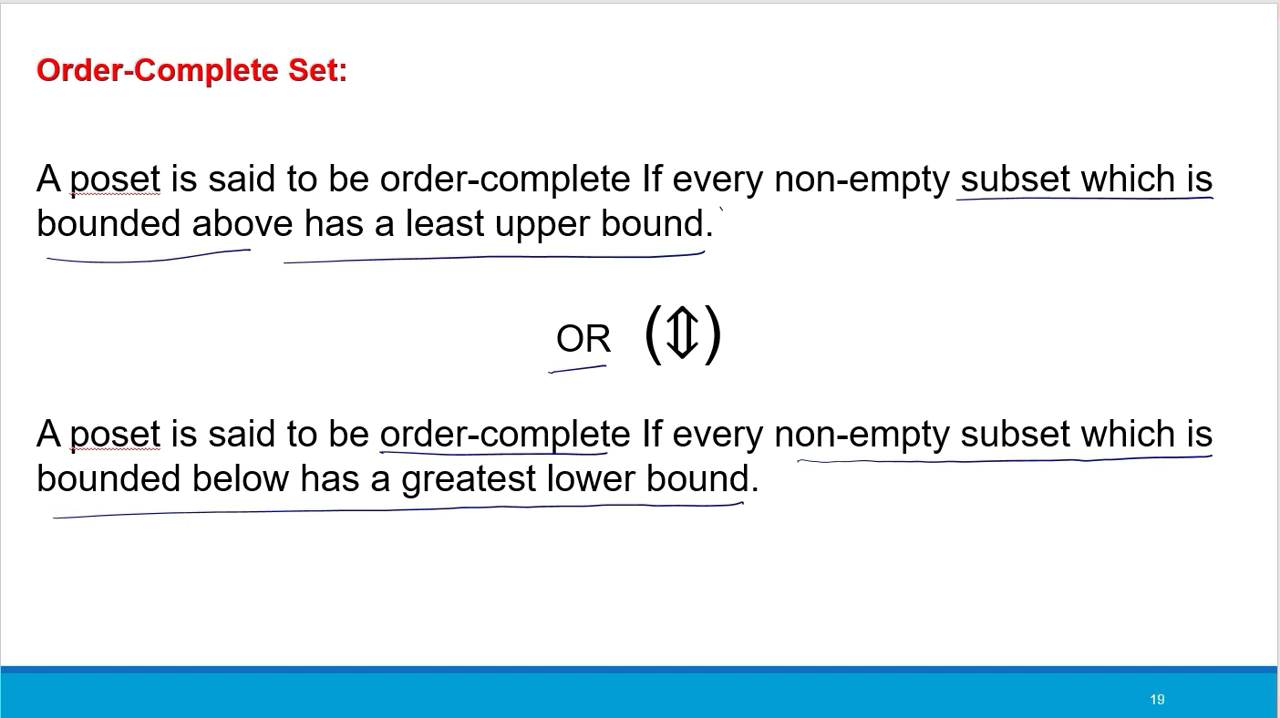 Order-Complete Set:
A poset is said to be order-complete If every non-empty subset which is
bounded above has a least upper bound.
OR (⇕)
A poset is said to be order-complete If every non-empty subset which is
bounded below has a greatest lower bound.
19